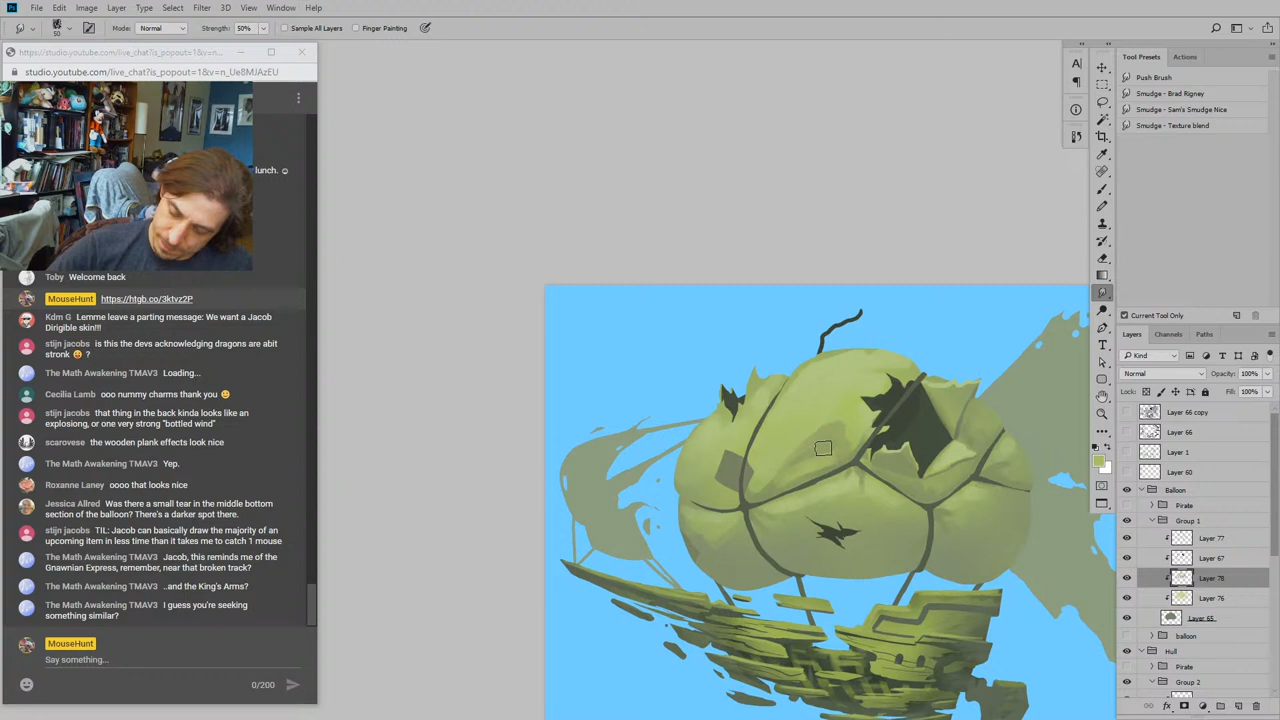 Ps File Edit Image Layer Type Select Filter 3D View Window Help
50 Mode: Normal Strength: 50% Sample All Layers Finger Painting
https://studio.youtube.com/live_chat?is_popout=1&v=n...
studio.youtube.com/live_chat?is_popout=1&v=n_Ue8MJAzEU
lunch.
Toby Welcome back
MouseHunt https://htgb.co/3ktvz2P
Kdm G Lemme leave a parting message: We want a Jacob
Dirigible skin!!!
stijn jacobs is this the devs acknowledging dragons are abit
stronk ?
The Math Awakening TMAV3 Loading...
Cecilia Lamb ooo nummy charms thank you
stijn jacobs that thing in the back kinda looks like an
explosiong, or one very strong "bottled wind"
scarovese the wooden plank effects look nice
The Math Awakening TMAV3 Yep.
Roxanne Laney oooo that looks nice
Jessica Allred Was there a small tear in the middle bottom
section of the balloon? There's a darker spot there.
stijn jacobs TIL: Jacob can basically draw the majority of an
upcoming item in less time than it takes me to catch 1 mouse
The Math Awakening TMAV3 Jacob, this reminds me of the
Gnawnian Express, remember, near that broken track?
The Math Awakening TMAV3 ..and the King's Arms?
The Math Awakening TMAV3 I guess you're seeking
something similar?
MouseHunt
Say something...
0/200
Tool Presets Actions
Push Brush
Smudge - Brad Rigney
Smudge - Sam's Smudge Nice
Smudge - Texture blend
Current Tool Only
Layers Channels Paths
Kind
Normal Opacity: 100%
Lock: Fill: 100%
Layer 66 copy
Layer 66
Layer 1
Layer 60
Balloon
Pirate
Group 1
Layer 77
Layer 67
Layer 78
Layer 76
Layer 65
balloon
Hull
Pirate
Group 2
fx